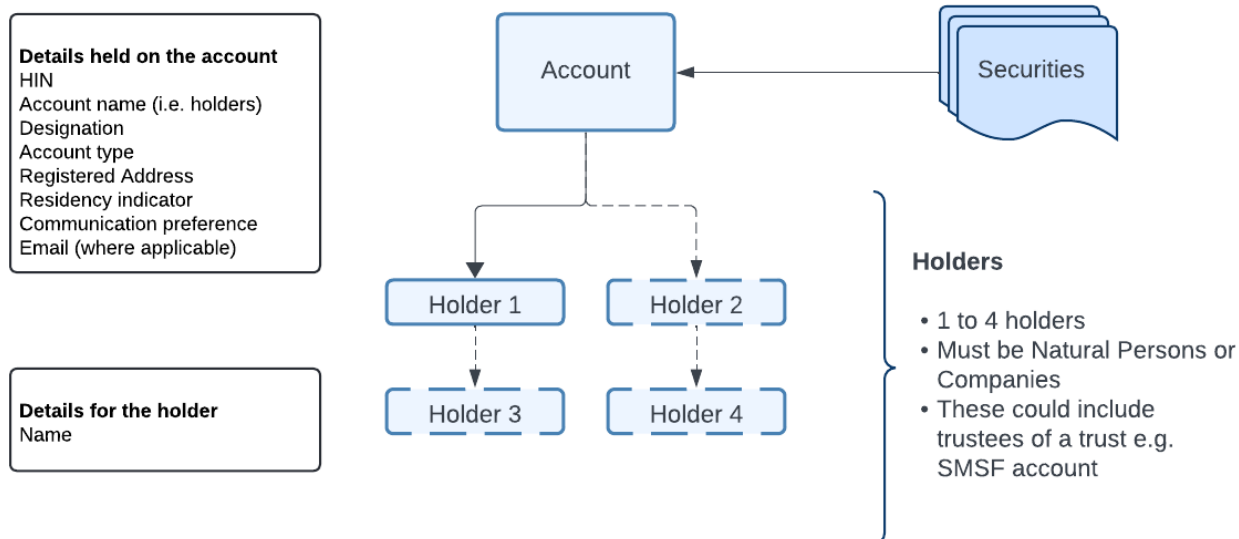 Details held on the account
HIN
Account name (i.e. holders)
Designation
Account type
Registered Address
Residency indicator
Communication preference
Email (where applicable)
Account
Securities
Holder 1
Holder 2
Holder 3
Holder 4
Holders
• 1 to 4 holders
• Must be Natural Persons or
Companies
• These could include
trustees of a trust e.g.
SMSF account
Details for the holder
Name